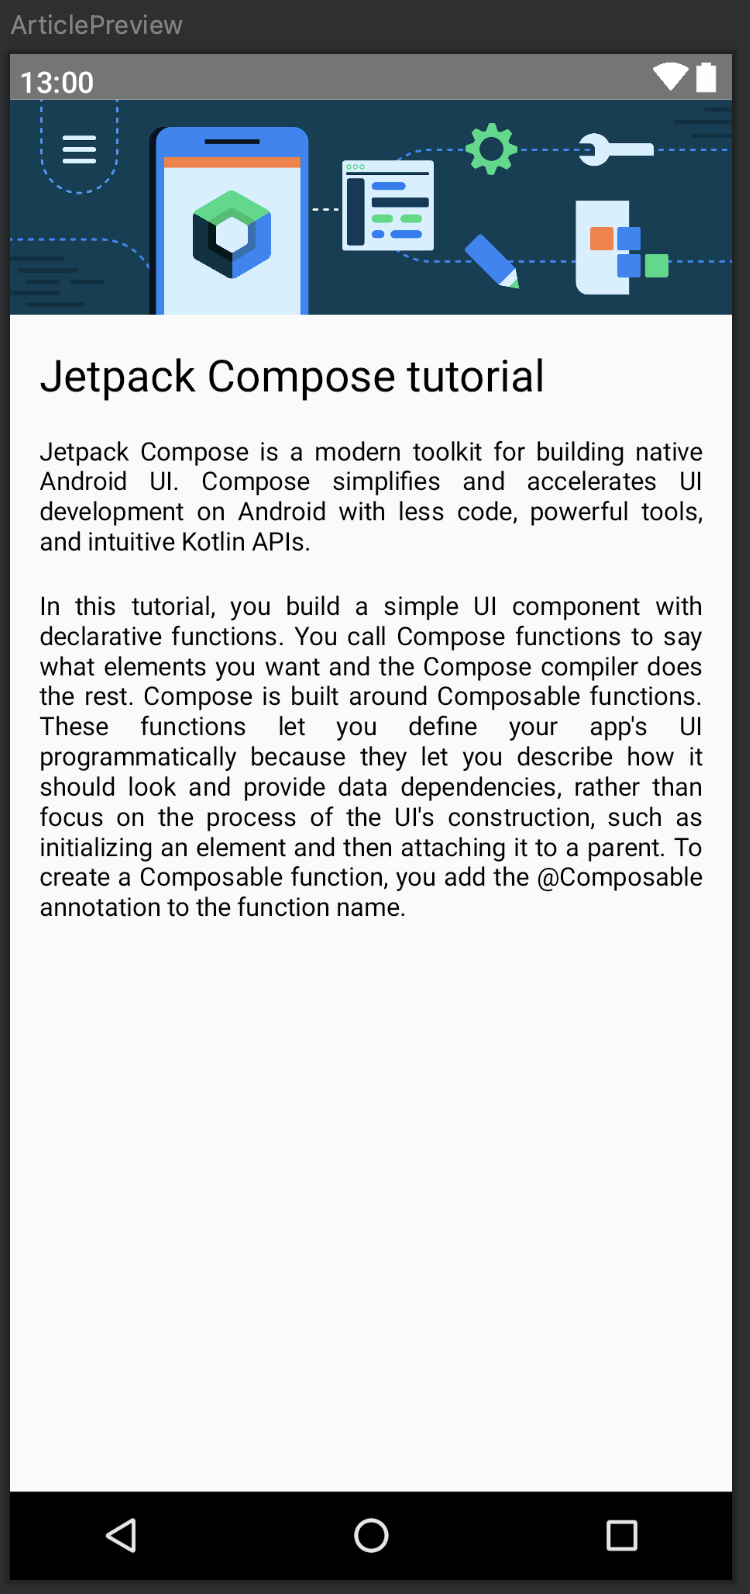 ArticlePreview
13:00
Jetpack Compose tutorial
Jetpack Compose is a modern toolkit for building native
Android UI. Compose simplifies and accelerates UI
development on Android with less code, powerful tools,
and intuitive Kotlin APIs.
In this tutorial, you build a simple UI component with
declarative functions. You call Compose functions to say
what elements you want and the Compose compiler does
the rest. Compose is built around Composable functions.
These functions let you define your app's UI
programmatically because they let you describe how it
should look and provide data dependencies, rather than
focus on the process of the UI's construction, such as
initializing an element and then attaching it to a parent. To
create a Composable function, you add the @Composable
annotation to the function name.